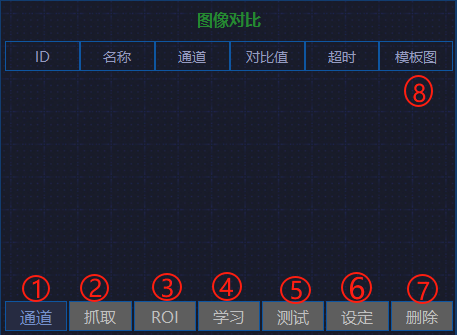 图像对比
ID 名称 通道 对比值 超时 模板图
⑧
① ② ③ ④ ⑤ ⑥ ⑦
通道 抓取 ROI 学习 测试 设定 删除